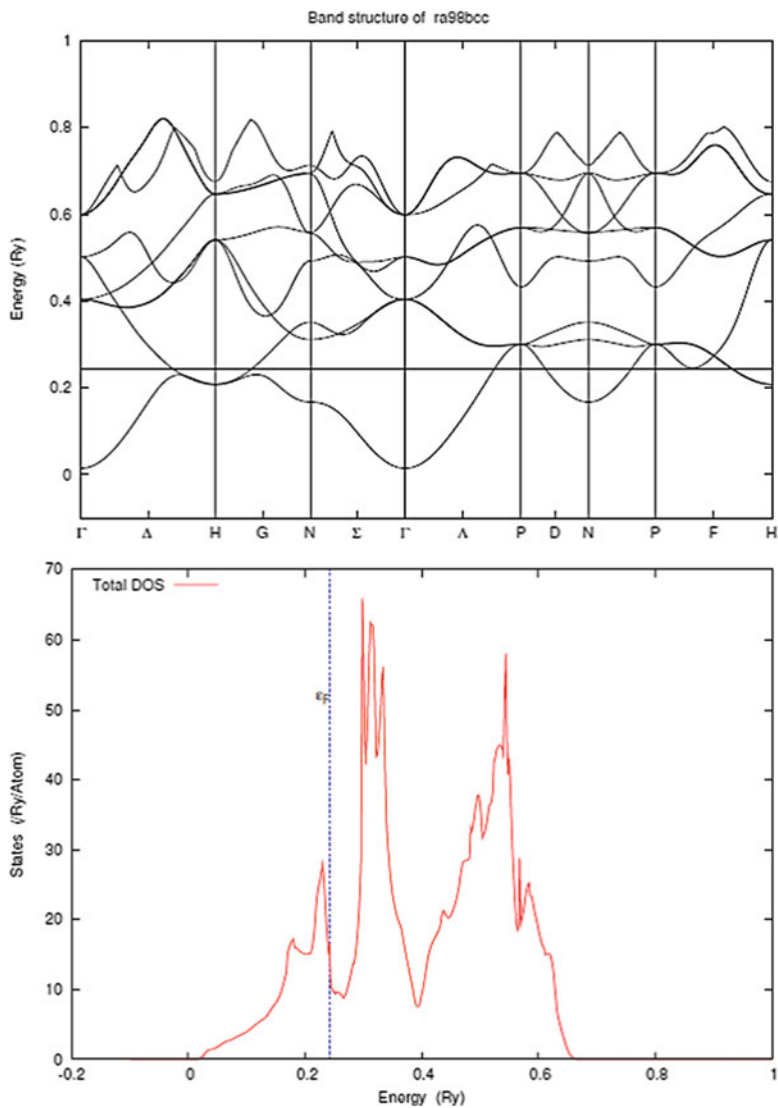 Band structure of ra98bcc
1
0.8
0.6
0.4
0.2
0
Energy (Ry)
Γ Δ H G N Σ Γ Λ P D N P F H
70
60
50
40
30
20
10
0
States (/Ry/Atom)
Total DOS
εF
-0.2 0 0.2 0.4 0.6 0.8 1
Energy (Ry)